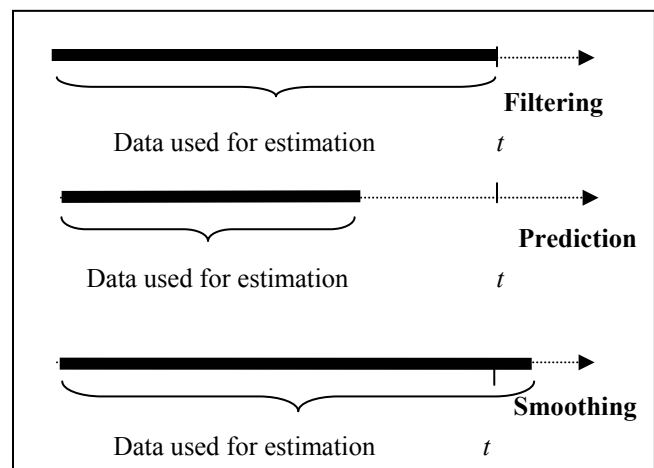 Filtering
Data used for estimation t
Prediction
Data used for estimation t
Smoothing
Data used for estimation t